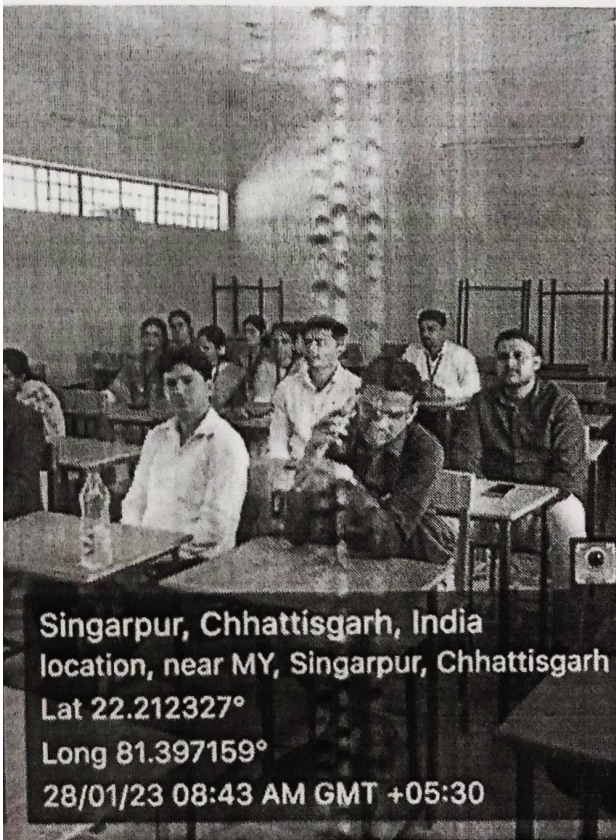 Singarpur, Chhattisgarh, India
location, near MY, Singarpur, Chhattisgarh
Lat 22.212327°
Long 81.397159°
28/01/23 08:43 AM GMT +05:30